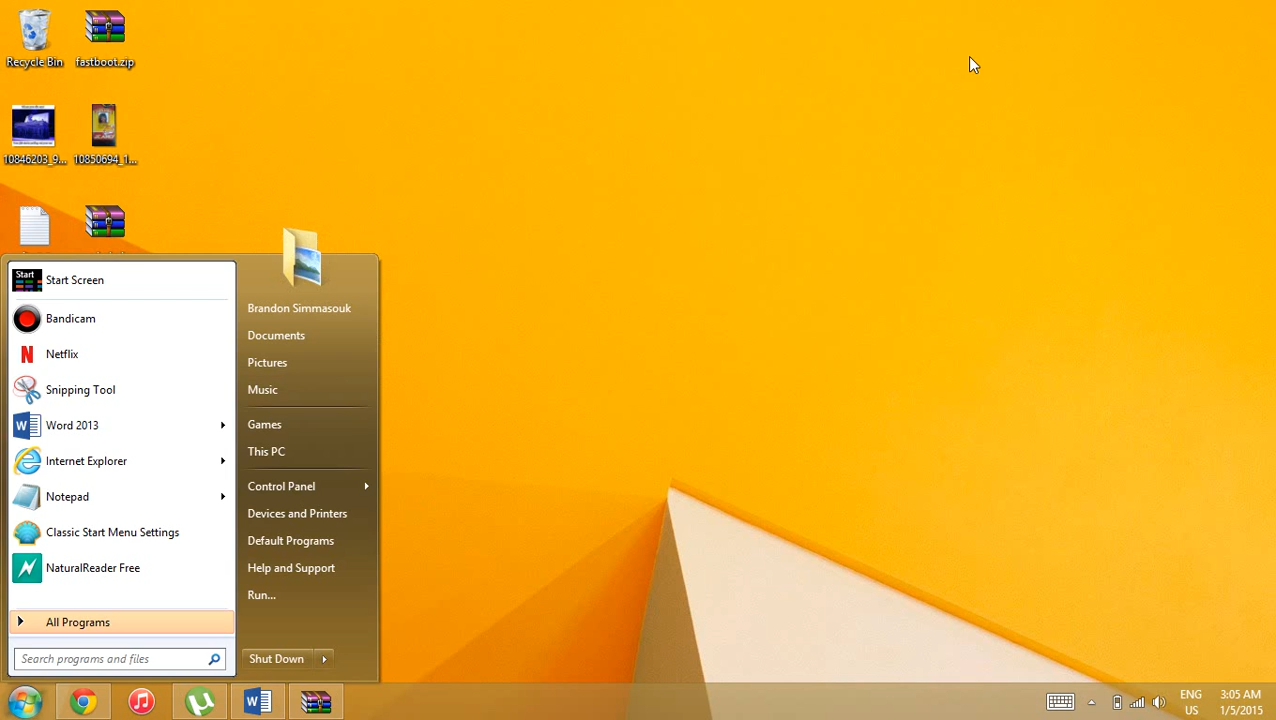 Recycle Bin
fastboot.zip
10846203_9...
10850694_1...
Start
Start Screen
Bandicam
Netflix
Snipping Tool
Word 2013
Internet Explorer
Notepad
Classic Start Menu Settings
NaturalReader Free
All Programs
Search programs and files
Brandon Simmasouk
Documents
Pictures
Music
Games
This PC
Control Panel
Devices and Printers
Default Programs
Help and Support
Run...
Shut Down
ENG
US
3:05 AM
1/5/2015